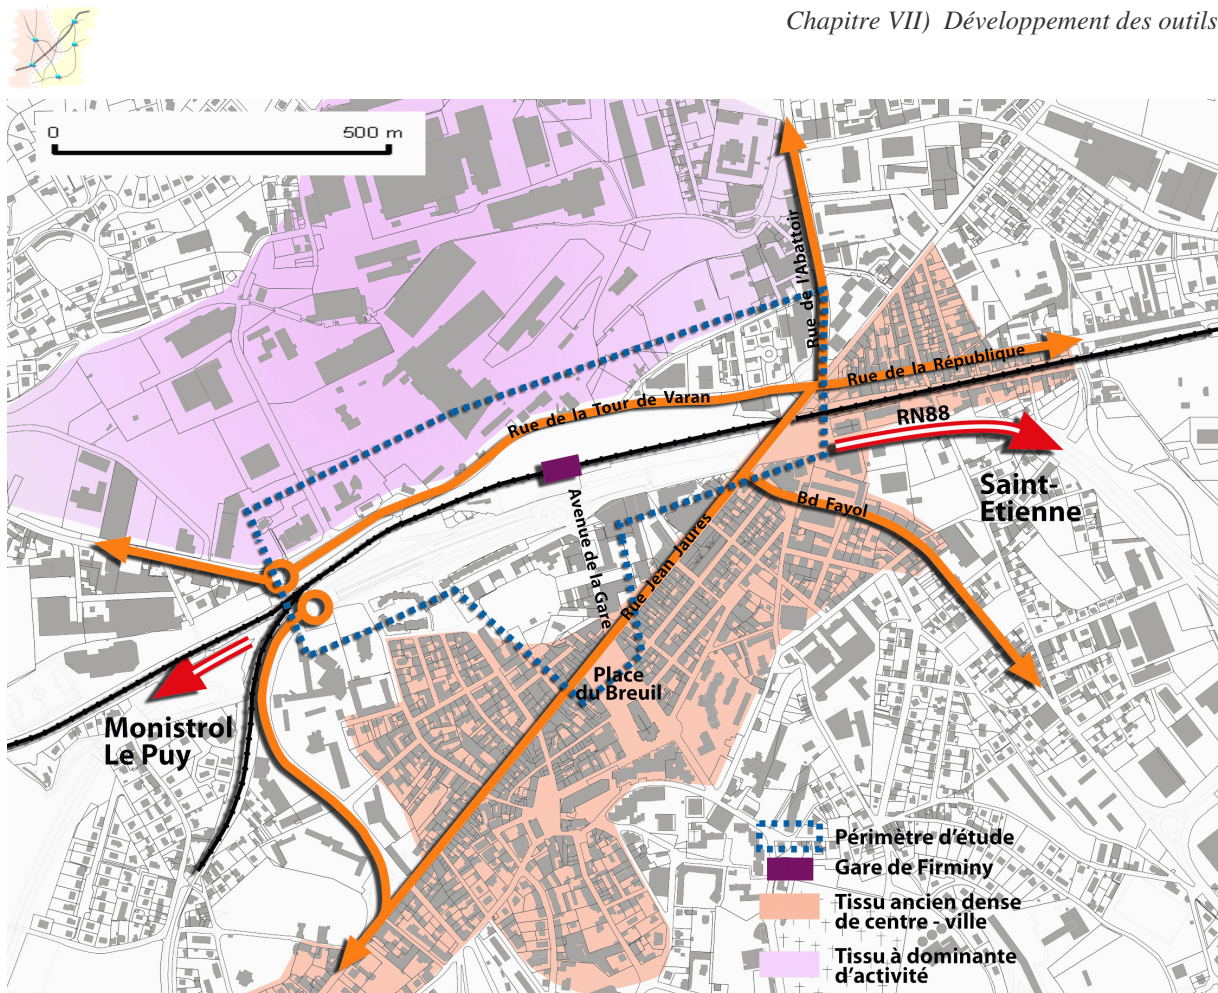 Chapitre VII) Développement des outils
0 500 m
Rue de l'Abattoir
Rue de la République
Rue de la Tour de Varan
RN88
Saint-
Etienne
Bd Fayol
Avenue de la Gare
Rue Jean Jaures
Place
du Breuil
Monistrol
Le Puy
Périmètre d'étude
Gare de Firminy
Tissu ancien dense
de centre - ville
Tissu à dominante
d'activité